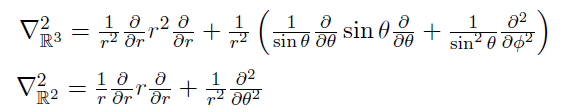 ∇²_ℝ³ = 1/r² ∂/∂r r² ∂/∂r + 1/r² ( 1/sin θ ∂/∂θ sin θ ∂/∂θ + 1/sin² θ ∂²/∂ϕ² )
∇²_ℝ² = 1/r ∂/∂r r ∂/∂r + 1/r² ∂²/∂θ²